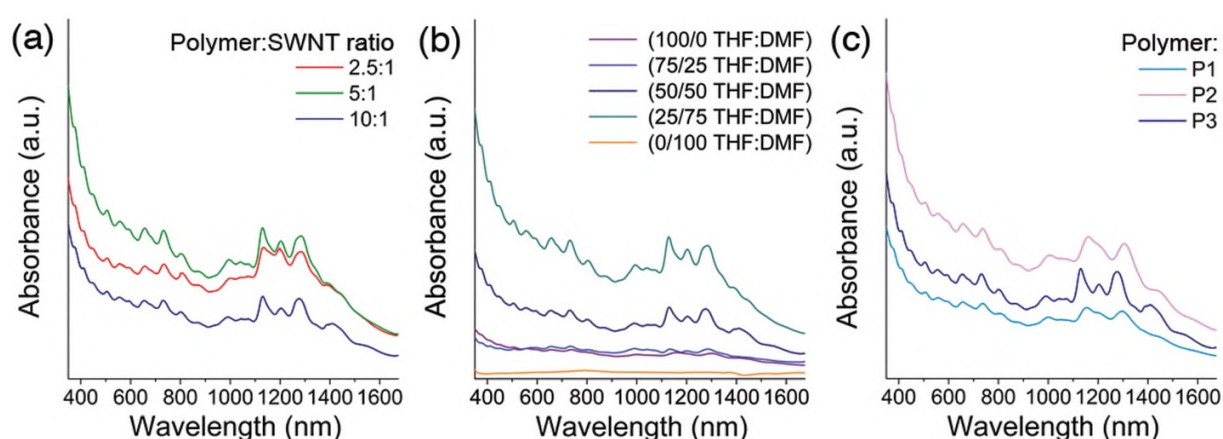 (a)
Polymer:SWNT ratio
2.5:1
5:1
10:1
Absorbance (a.u.)
400 600 800 1000 1200 1400 1600
Wavelength (nm)
(b)
(100/0 THF:DMF)
(75/25 THF:DMF)
(50/50 THF:DMF)
(25/75 THF:DMF)
(0/100 THF:DMF)
Absorbance (a.u.)
400 600 800 1000 1200 1400 1600
Wavelength (nm)
(c)
Polymer:
P1
P2
P3
Absorbance (a.u.)
400 600 800 1000 1200 1400 1600
Wavelength (nm)